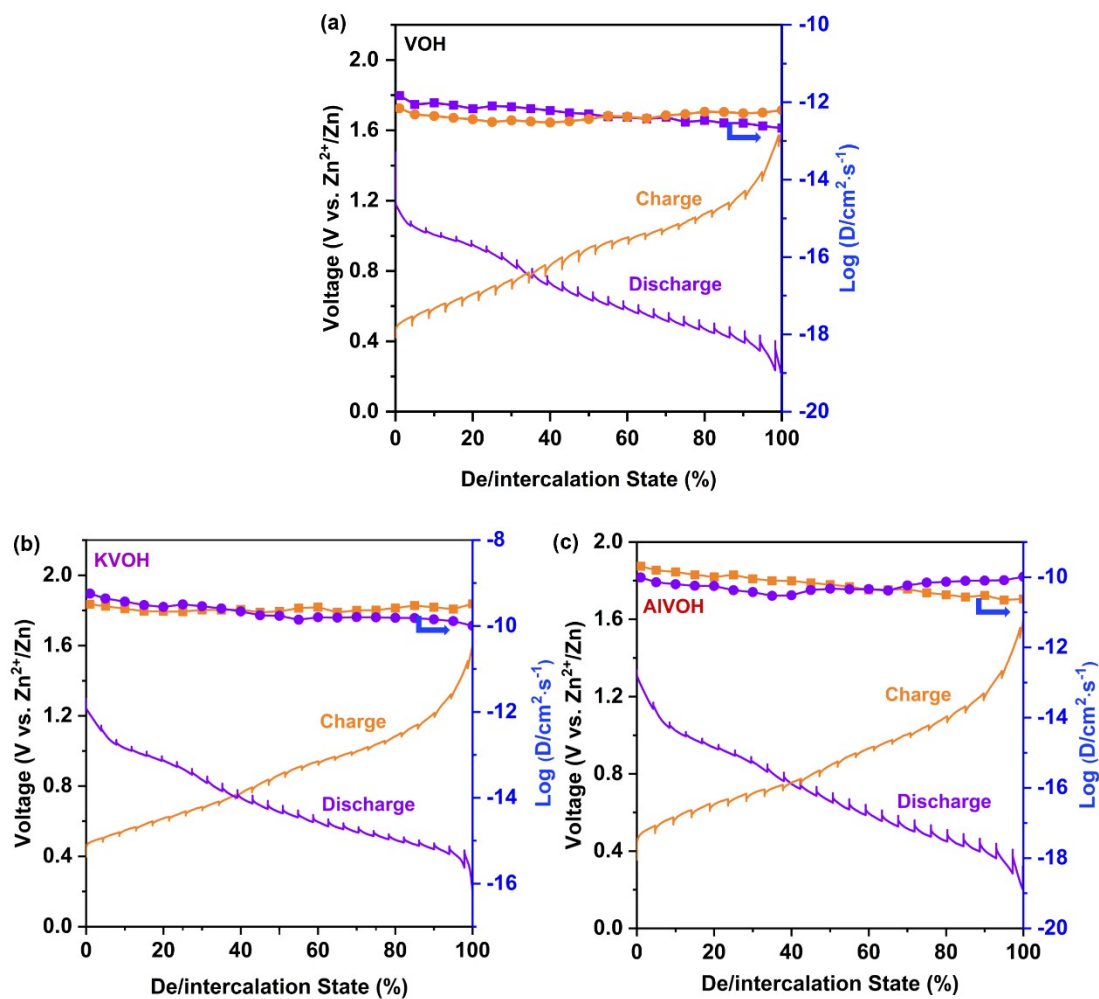 (a)
VOH
Voltage (V vs. Zn²⁺/Zn)
2.0
1.6
1.2
0.8
0.4
0.0
Charge
Discharge
-10
-12
-14
-16
-18
-20
Log (D/cm²·s⁻¹)
0 20 40 60 80 100
De/intercalation State (%)
(b)
KVOH
Voltage (V vs. Zn²⁺/Zn)
2.0
1.6
1.2
0.8
0.4
0.0
Charge
Discharge
-8
-10
-12
-14
-16
Log (D/cm²·s⁻¹)
0 20 40 60 80 100
De/intercalation State (%)
(c)
AlVOH
Voltage (V vs. Zn²⁺/Zn)
2.0
1.6
1.2
0.8
0.4
0.0
Charge
Discharge
-10
-12
-14
-16
-18
-20
Log (D/cm²·s⁻¹)
0 20 40 60 80 100
De/intercalation State (%)